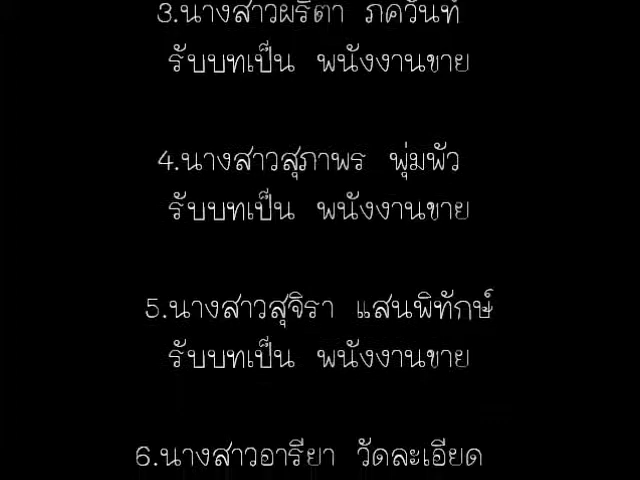 3.นางสาวผริตา ภควันท์
รับบทเป็น พนังงานขาย
4.นางสาวสุภาพร พุ่มพัว
รับบทเป็น พนังงานขาย
5.นางสาวสุจิรา แสนพิทักษ์
รับบทเป็น พนังงานขาย
6.นางสาวอารียา วัดละเอียด